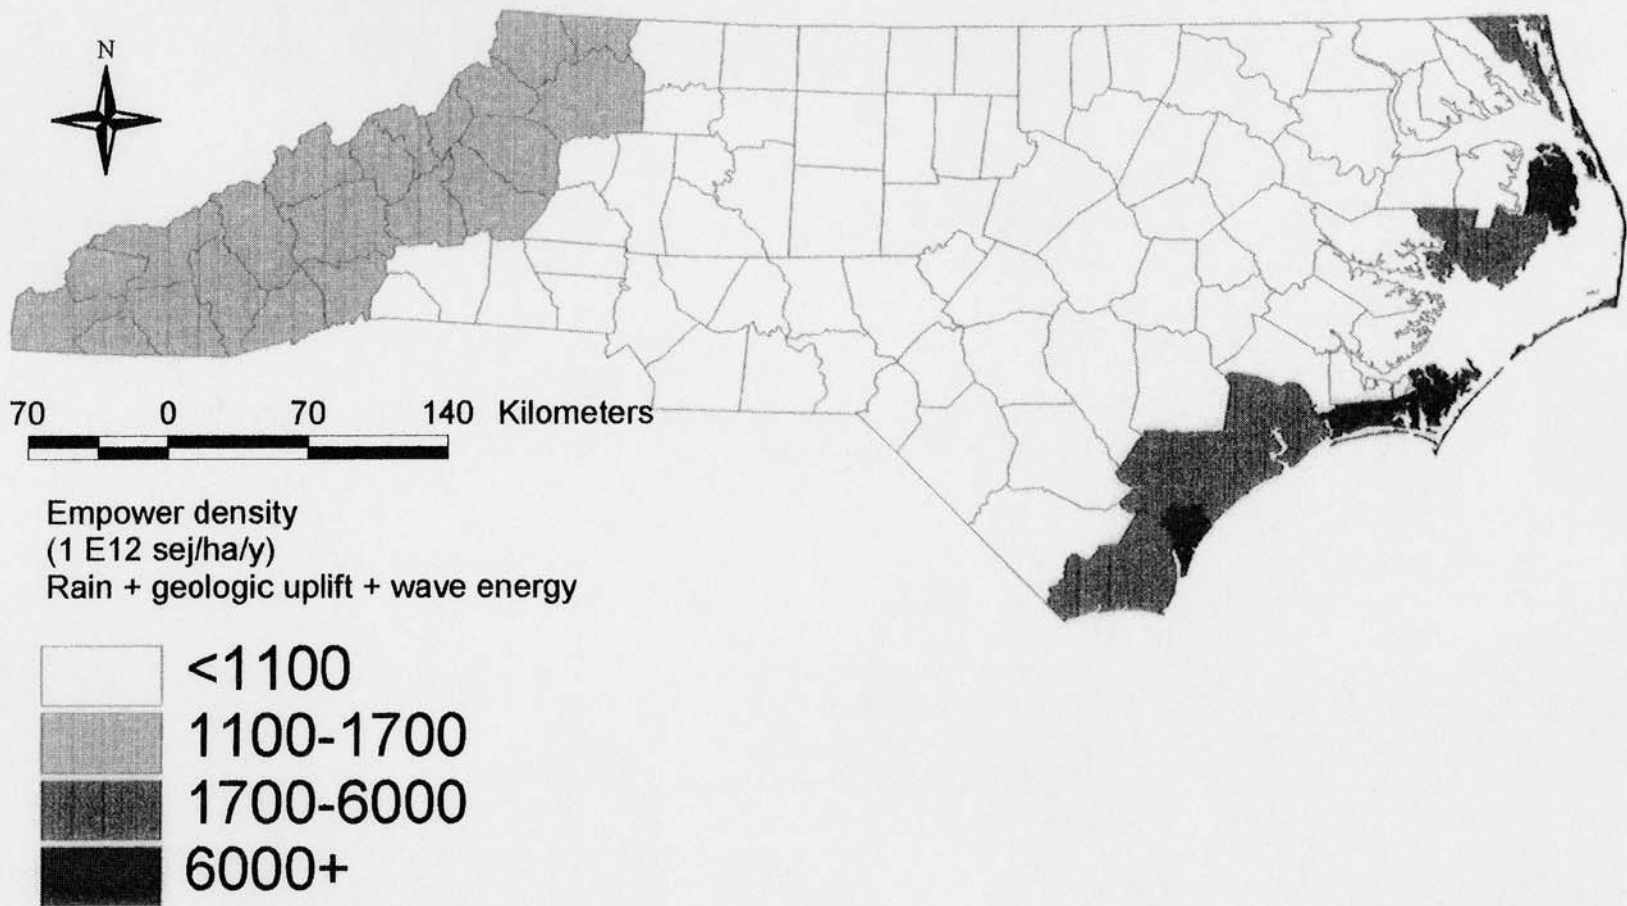 N
70 0 70 140 Kilometers
Empower density
(1 E12 sej/ha/y)
Rain + geologic uplift + wave energy
<1100
1100-1700
1700-6000
6000+